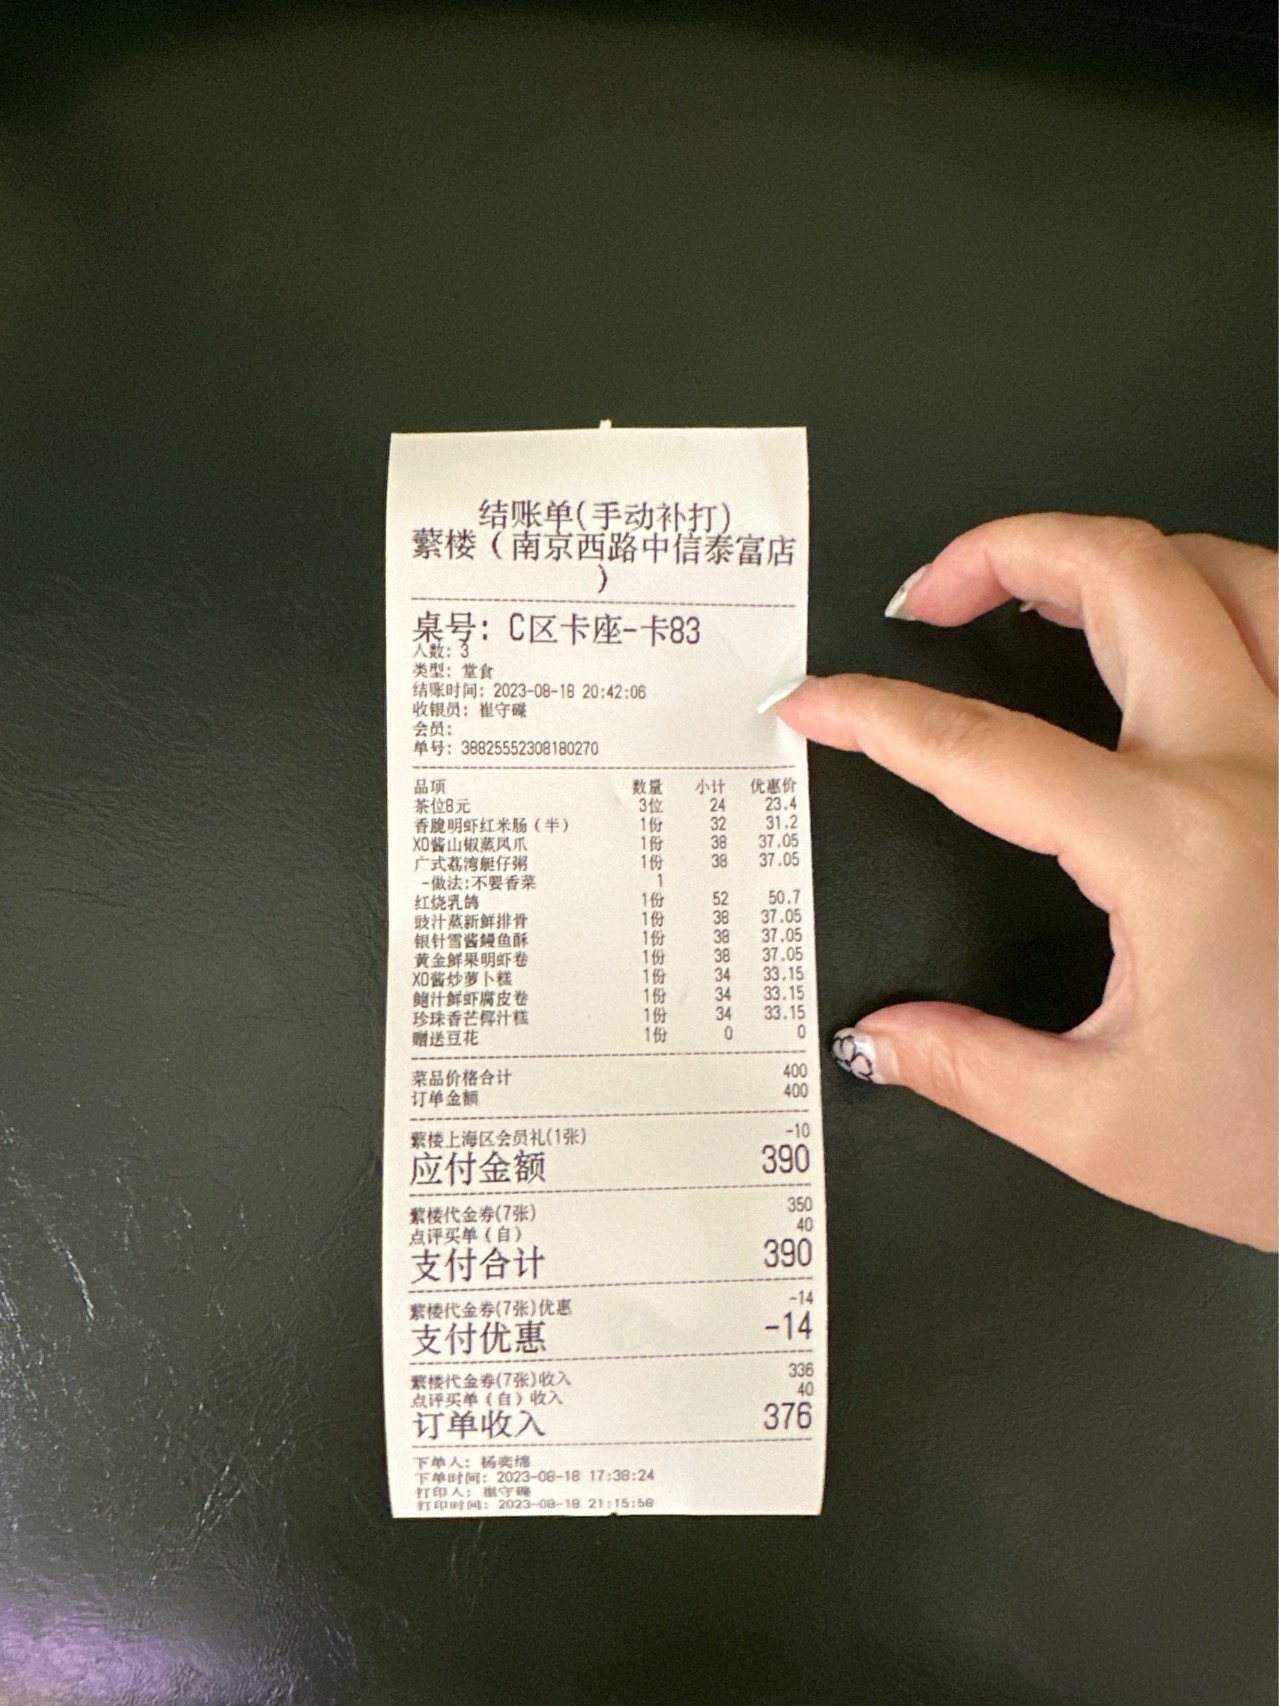 结账单(手动补打)
蘩楼（南京西路中信泰富店
）
桌号: C区卡座-卡83
人数: 3
类型: 堂食
结账时间: 2023-08-18 20:42:06
收银员: 崔守碟
会员:
单号: 38825552308180270
品项 数量 小计 优惠价
茶位8元 3位 24 23.4
香脆明虾红米肠（半） 1份 32 31.2
XO酱山椒蒸凤爪 1份 38 37.05
广式荔湾艇仔粥 1份 38 37.05
-做法:不要香菜 1
红烧乳鸽 1份 52 50.7
豉汁蒸新鲜排骨 1份 38 37.05
银针雪酱鳗鱼酥 1份 38 37.05
黄金鲜果明虾卷 1份 38 37.05
XO酱炒萝卜糕 1份 34 33.15
鲍汁鲜虾腐皮卷 1份 34 33.15
珍珠香芒椰汁糕 1份 34 33.15
赠送豆花 1份 0 0
菜品价格合计 400
订单金额 400
蘩楼上海区会员礼(1张) -10
应付金额 390
蘩楼代金券(7张) 350
点评买单（自） 40
支付合计 390
蘩楼代金券(7张)优惠 -14
支付优惠 -14
蘩楼代金券(7张)收入 336
点评买单（自）收入 40
订单收入 376
下单人: 杨奕绵
下单时间: 2023-08-18 17:38:24
打印人: 崔守碟
打印时间: 2023-08-18 21:15:58